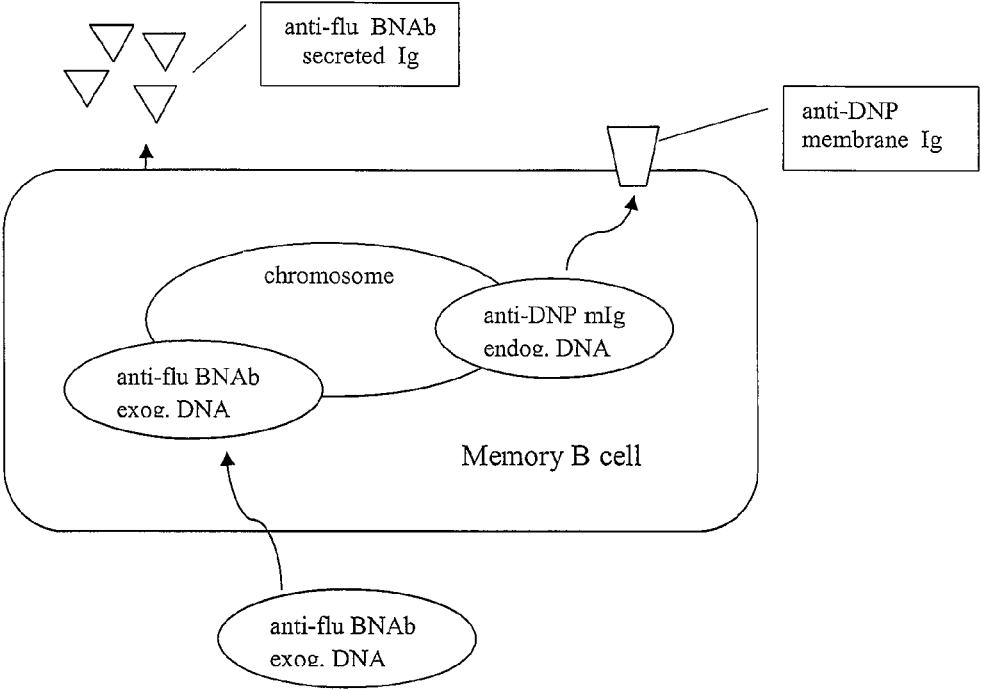 anti-flu BNAb
secreted Ig
anti-DNP
membrane Ig
chromosome
anti-DNP mIg
endog. DNA
anti-flu BNAb
exog. DNA
Memory B cell
anti-flu BNAb
exog. DNA